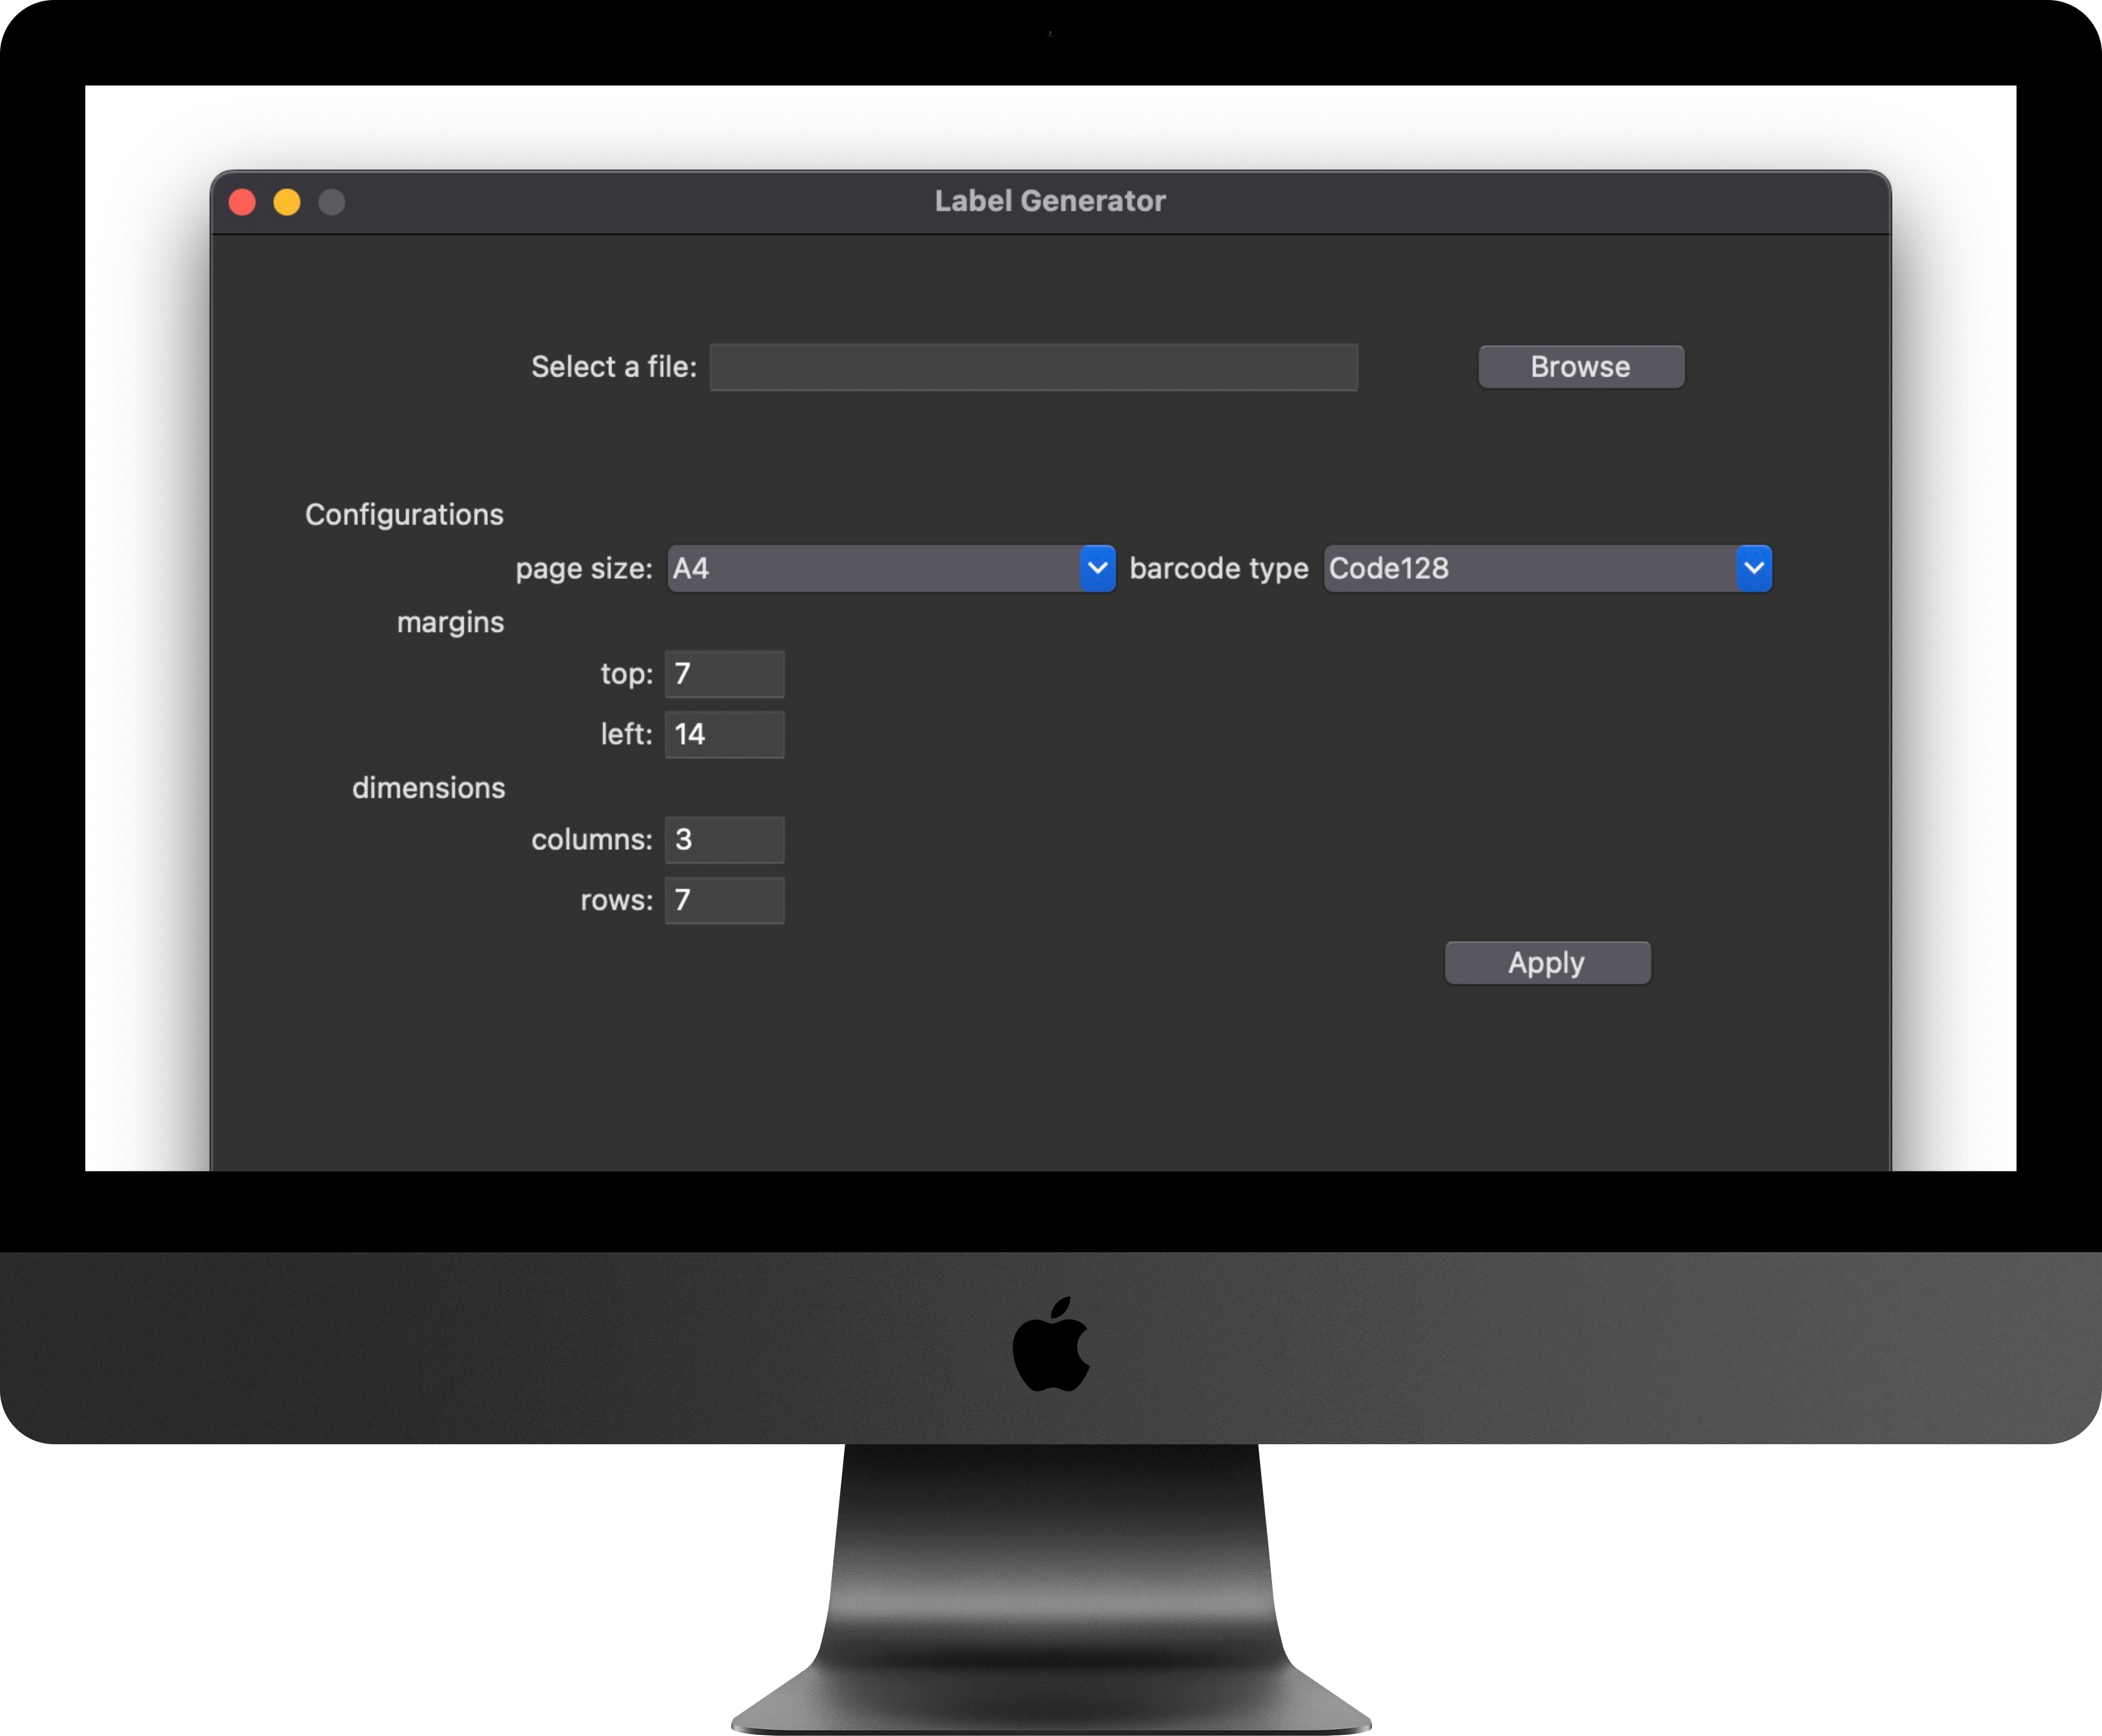 Label Generator
Select a file: Browse
Configurations
page size: A4 barcode type Code128
margins
top: 7
left: 14
dimensions
columns: 3
rows: 7
Apply